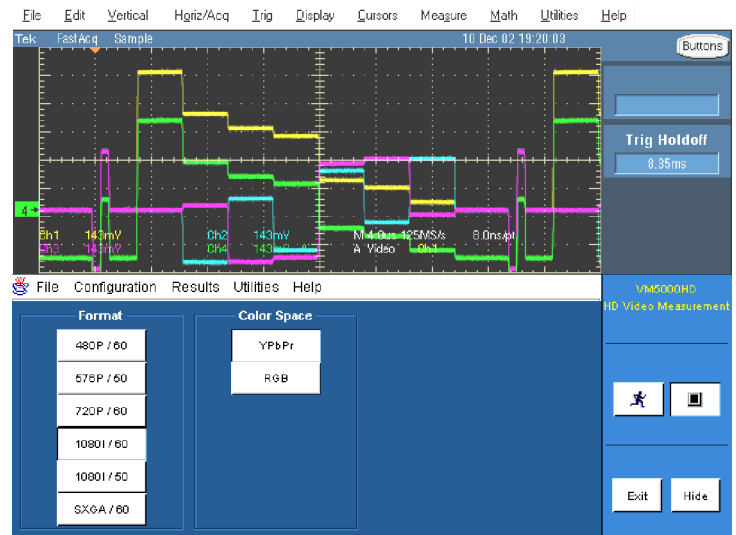 File Edit Vertical Horiz/Acq Trig Display Cursors Measure Math Utilities Help
Tek FastAcq Sample 10 Dec 02 19:20:03
Buttons
Trig Holdoff
8.35ms
4
Ch1 143mV Ch2 143mV M 4.0us 125MS/s 8.0ns/pt
Ch3 143mV Ch4 143mV A Video Ch1
File Configuration Results Utilities Help
VM5000HD
HD Video Measurement
Format
480P / 60
576P / 50
720P / 60
1080I / 60
1080I / 50
SXGA / 60
Color Space
YPbPr
RGB
Exit Hide